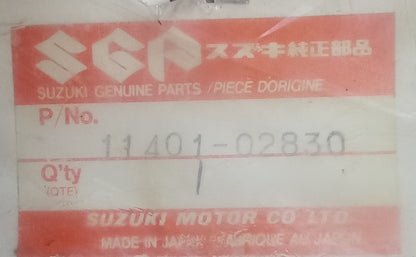 SGP スズキ純正部品
SUZUKI GENUINE PARTS /PIECE D'ORIGINE
P/No.
11401-02830
Q'ty 1
(QTE)
SUZUKI MOTOR CO LTD.
MADE IN JAPAN FABRIQUE AU JAPON